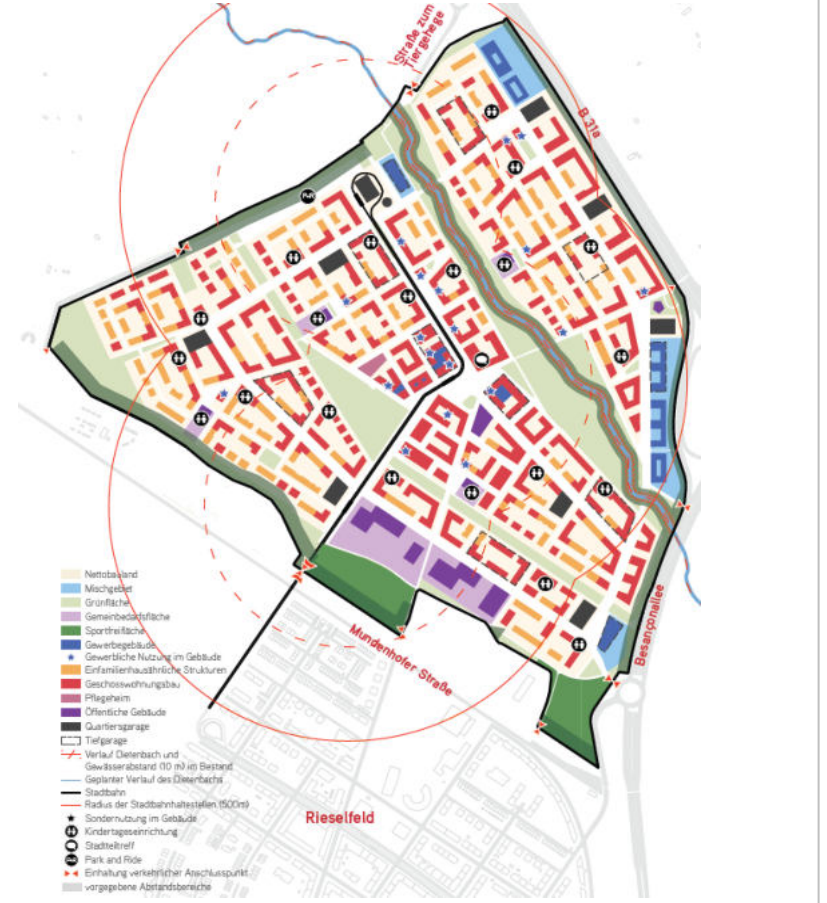 Straße zum
Tiergehege
B 31a
P+R
Besançonallee
Mundenhofer Straße
Rieselfeld
Nettobauland
Mischgebiet
Grünfläche
Gemeinbedarfsfläche
Sportfreifläche
Gewerbegebäude
Gewerbliche Nutzung im Gebäude
Einfamilienhausähnliche Strukturen
Geschosswohnungsbau
Pflegeheim
Öffentliche Gebäude
Quartiersgarage
Tiefgarage
Verlauf Dietenbach und
Gewässerabstand (10 m) im Bestand
Geplanter Verlauf des Dietenbachs
Stadtbahn
Radius der Stadtbahnhaltestellen (500m)
Sondernutzung im Gebäude
Kindertageseinrichtung
Stadtteiltreff
Park and Ride
Einhaltung verkehrlicher Anschlusspunkt
vorgegebene Abstandsbereiche